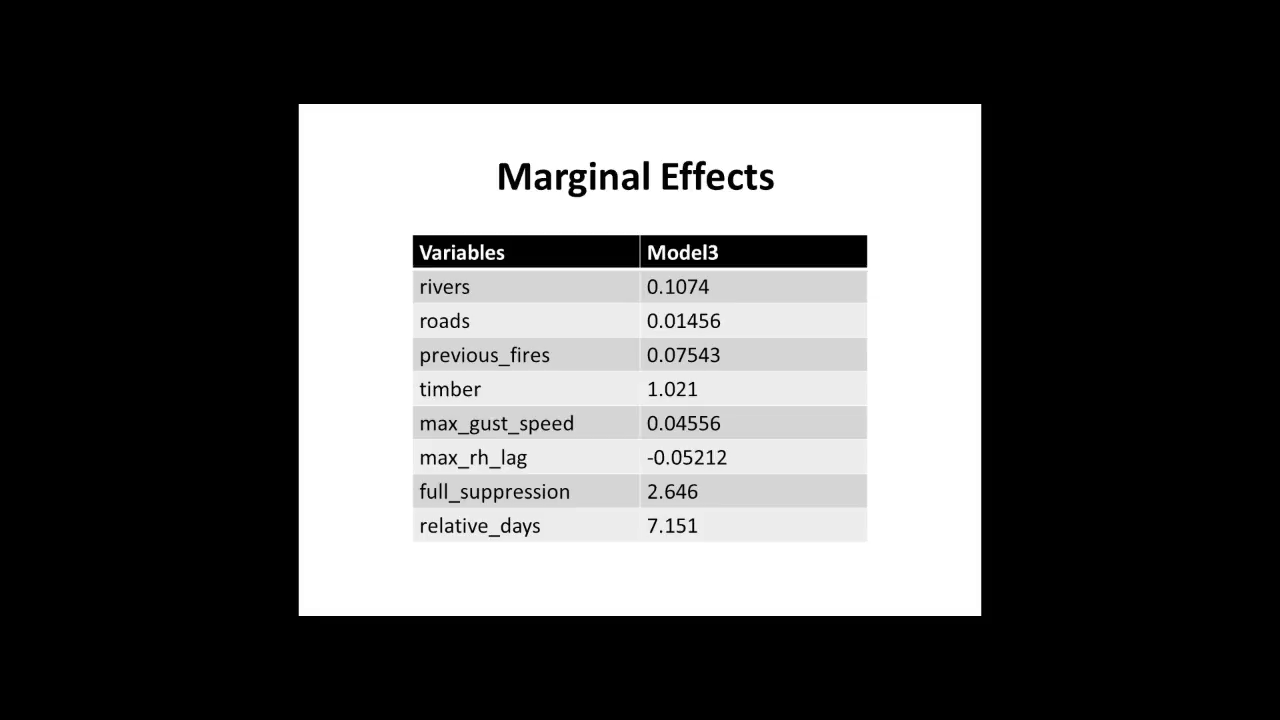 Marginal Effects
Variables Model3
rivers 0.1074
roads 0.01456
previous_fires 0.07543
timber 1.021
max_gust_speed 0.04556
max_rh_lag -0.05212
full_suppression 2.646
relative_days 7.151